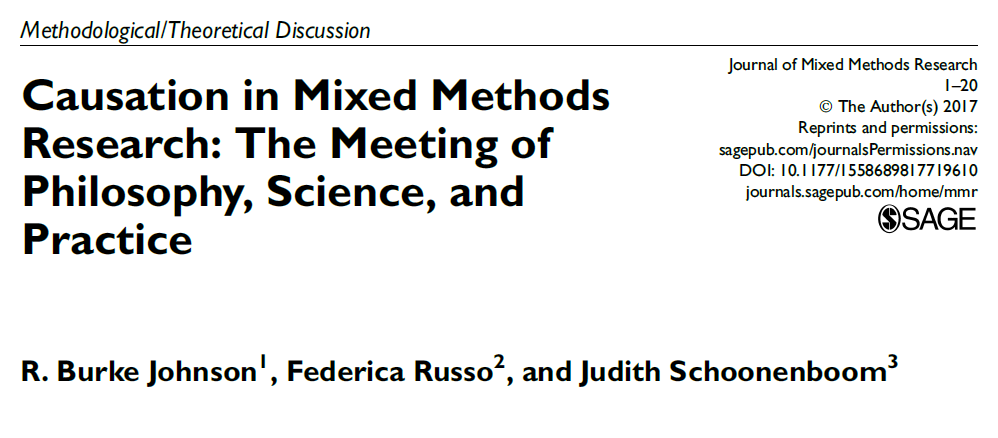 Methodological/Theoretical Discussion
Causation in Mixed Methods
Research: The Meeting of
Philosophy, Science, and
Practice
Journal of Mixed Methods Research
1–20
© The Author(s) 2017
Reprints and permissions:
sagepub.com/journalsPermissions.nav
DOI: 10.1177/1558689817719610
journals.sagepub.com/home/mmr
SAGE
R. Burke Johnson1, Federica Russo2, and Judith Schoonenboom3